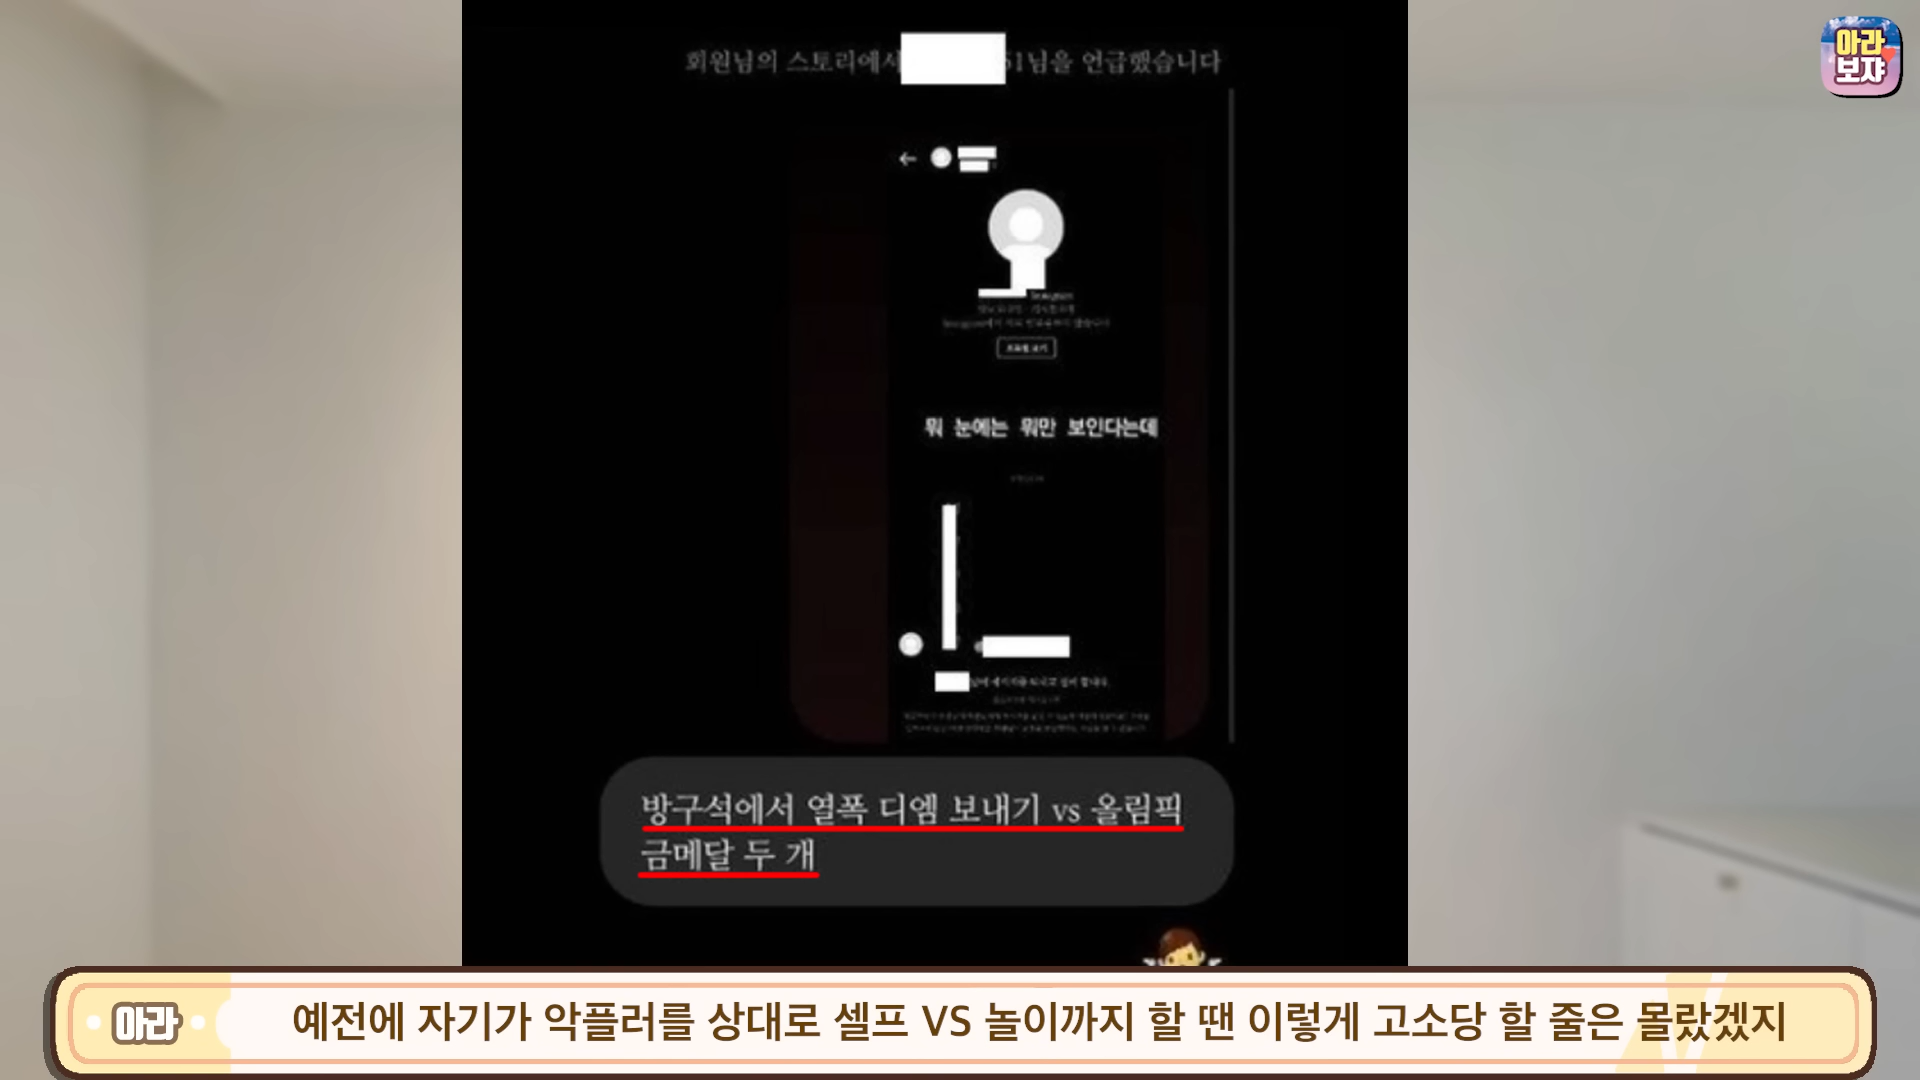 아라
보쟈
회원님의 스토리에서 51님을 언급했습니다
뭐 눈에는 뭐만 보인다는데
방구석에서 열폭 디엠 보내기 vs 올림픽
금메달 두 개
아라
예전에 자기가 악플러를 상대로 셀프 VS 놀이까지 할 땐 이렇게 고소당 할 줄은 몰랐겠지